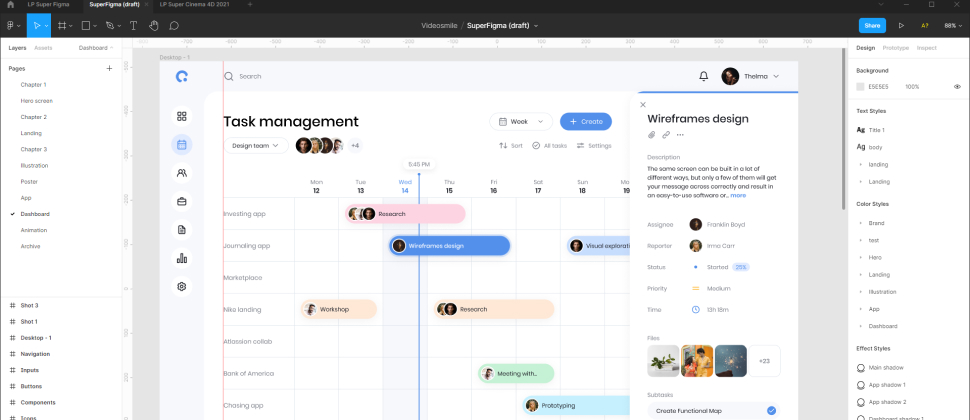 LP Super Figma
SuperFigma (draft)
LP Super Cinema 4D 2021
Videosmile / SuperFigma (draft)
Share
A?
98%
Layers
Assets
Dashboard
Design
Prototype
Inspect
Pages
Chapter 1
Hero screen
Chapter 2
Landing
Chapter 3
Illustration
Poster
App
Dashboard
Animation
Archive
Shot 3
Shot 1
Desktop - 1
Navigation
Inputs
Buttons
Components
Colors
Desktop - 1
Search
Thelma
Task management
Week
Create
Design team
+4
Sort
All tasks
Settings
5:45 PM
Mon
Tue
Wed
Thu
Fri
Sat
Sun
Mo
12
13
14
15
16
17
18
19
Investing app
Research
Journaling app
Wireframes design
Visual explorati
Marketplace
Nike landing
Workshop
Research
Atlassian collab
Bank of America
Meeting with..
Chasing app
Prototyping
Wireframes design
Description
The same screen can be built in a lot of
different ways, but only a few of them will get
your message across correctly and result in
an easy-to-use software or... more
Assignee
Franklin Boyd
Reporter
Irma Carr
Status
Started
25%
Priority
Medium
Time
13h 18m
Files
+23
Subtasks
Create Functional Map
Background
E5E5E5
100%
Text Styles
Ag Title 1
Ag body
landing
Landing
Color Styles
Brand
test
Hero
Landing
Illustration
App
Dashboard
Effect Styles
Main shadow
App shadow 1
App shadow 2
Dashboard shadow 1